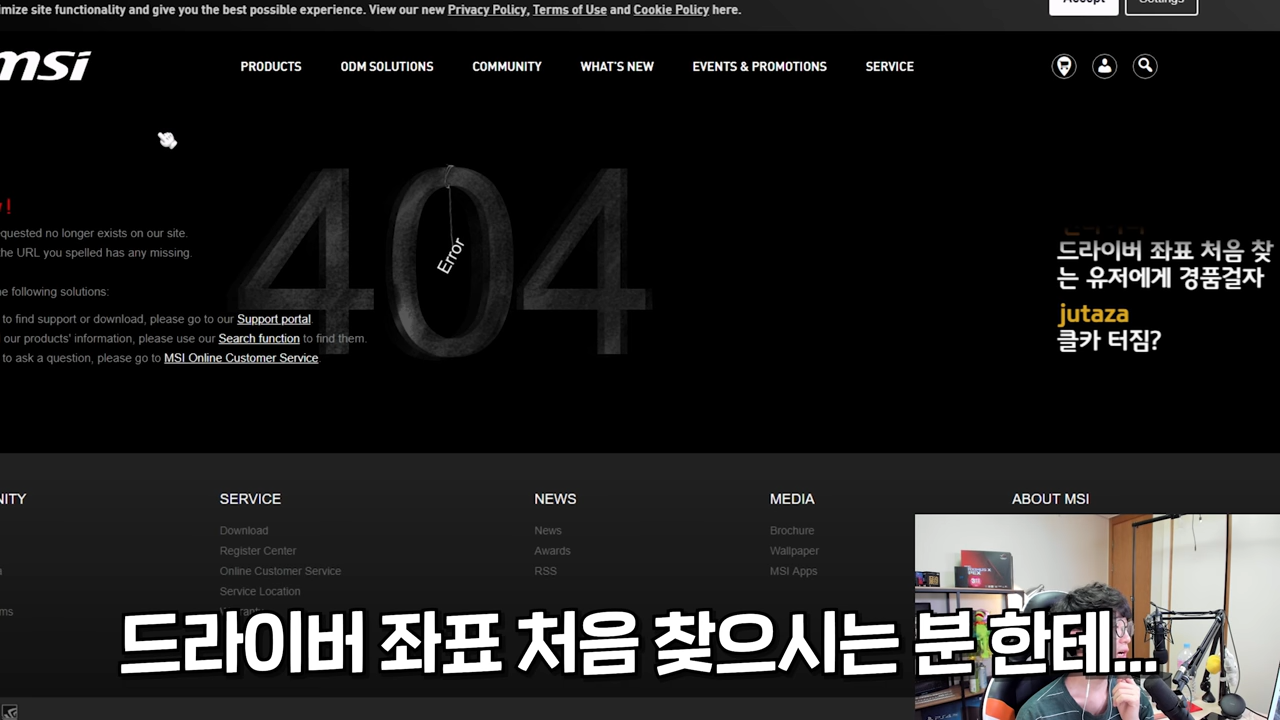 imize site functionality and give you the best possible experience. View our new Privacy Policy, Terms of Use and Cookie Policy here.
Accept Settings
msi PRODUCTS ODM SOLUTIONS COMMUNITY WHAT'S NEW EVENTS & PROMOTIONS SERVICE
404
Error
!
equested no longer exists on our site.
he URL you spelled has any missing.
e following solutions:
to find support or download, please go to our Support portal.
our products' information, please use our Search function to find them.
to ask a question, please go to MSI Online Customer Service
드라이버 좌표 처음 찾
는 유저에게 경품걸자
jutaza
클카 터짐?
NITY SERVICE NEWS MEDIA ABOUT MSI
Download News Brochure
Register Center Awards Wallpaper
Online Customer Service RSS MSI Apps
Service Location
ms Warranty
드라이버 좌표 처음 찾으시는 분 한테...